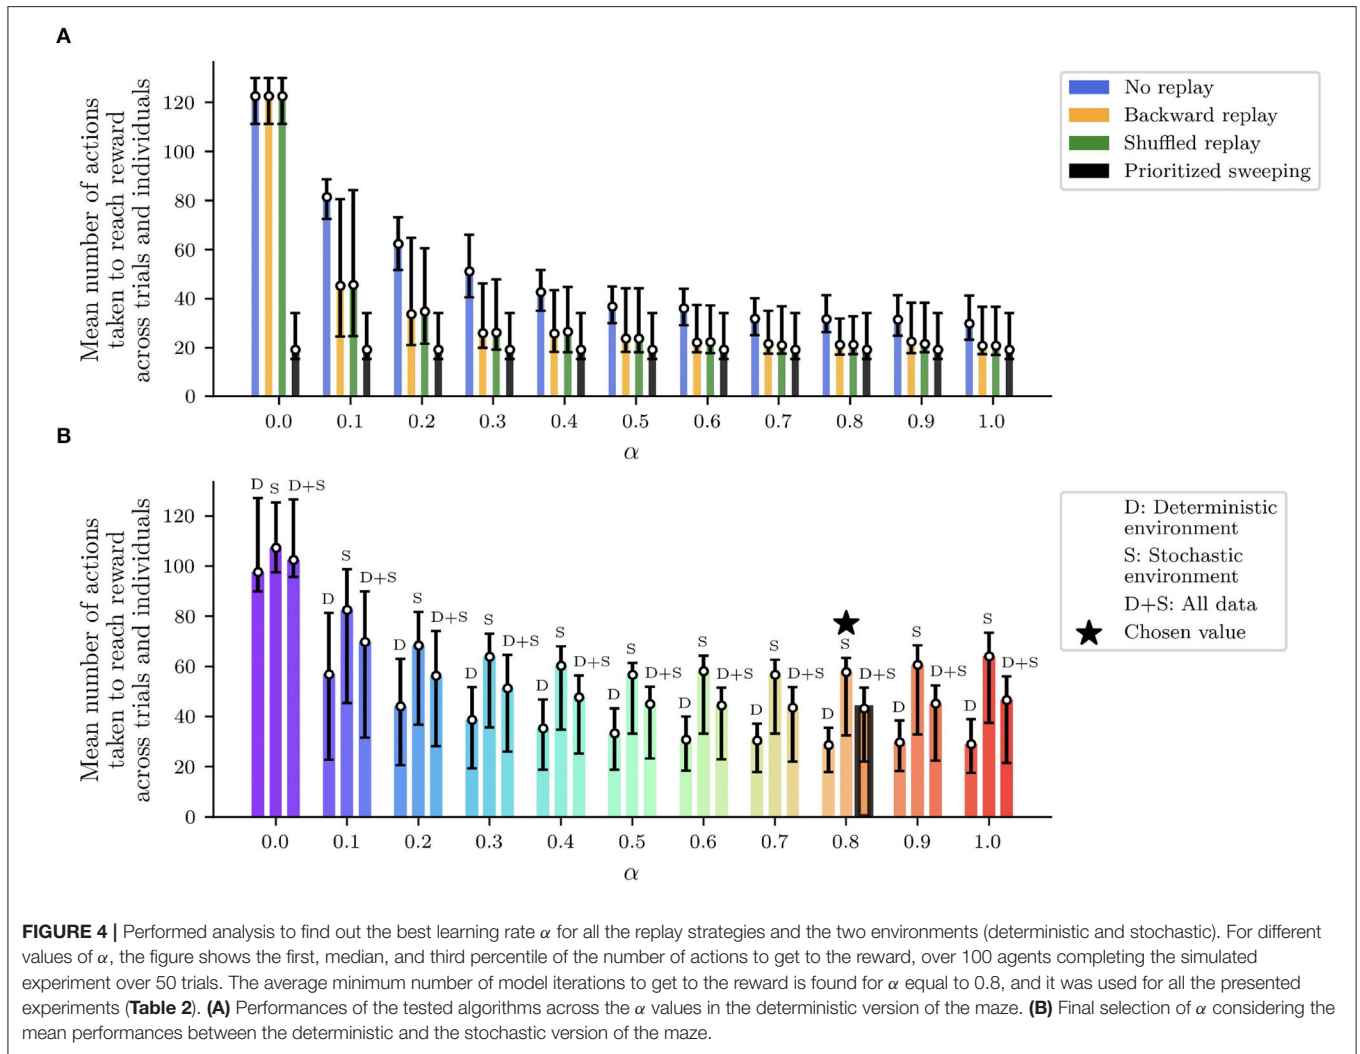 A
Mean number of actions
taken to reach reward
across trials and individuals
120
100
80
60
40
20
0
0.0 0.1 0.2 0.3 0.4 0.5 0.6 0.7 0.8 0.9 1.0
α
No replay
Backward replay
Shuffled replay
Prioritized sweeping
B
Mean number of actions
taken to reach reward
across trials and individuals
120
100
80
60
40
20
0
D S D+S
D S D+S
D S D+S
D S D+S
D S D+S
D S D+S
D S D+S
D S D+S
D S D+S
D S D+S
D S D+S
0.0 0.1 0.2 0.3 0.4 0.5 0.6 0.7 0.8 0.9 1.0
α
D: Deterministic
environment
S: Stochastic
environment
D+S: All data
Chosen value
FIGURE 4 | Performed analysis to find out the best learning rate α for all the replay strategies and the two environments (deterministic and stochastic). For different
values of α, the figure shows the first, median, and third percentile of the number of actions to get to the reward, over 100 agents completing the simulated
experiment over 50 trials. The average minimum number of model iterations to get to the reward is found for α equal to 0.8, and it was used for all the presented
experiments (Table 2). (A) Performances of the tested algorithms across the α values in the deterministic version of the maze. (B) Final selection of α considering the
mean performances between the deterministic and the stochastic version of the maze.